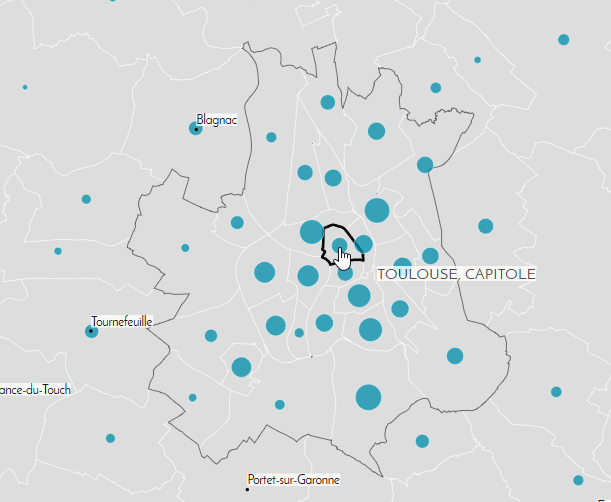 Blagnac
TOULOUSE, CAPITOLE
Tournefeuille
ance-du-Touch
Portet-sur-Garonne